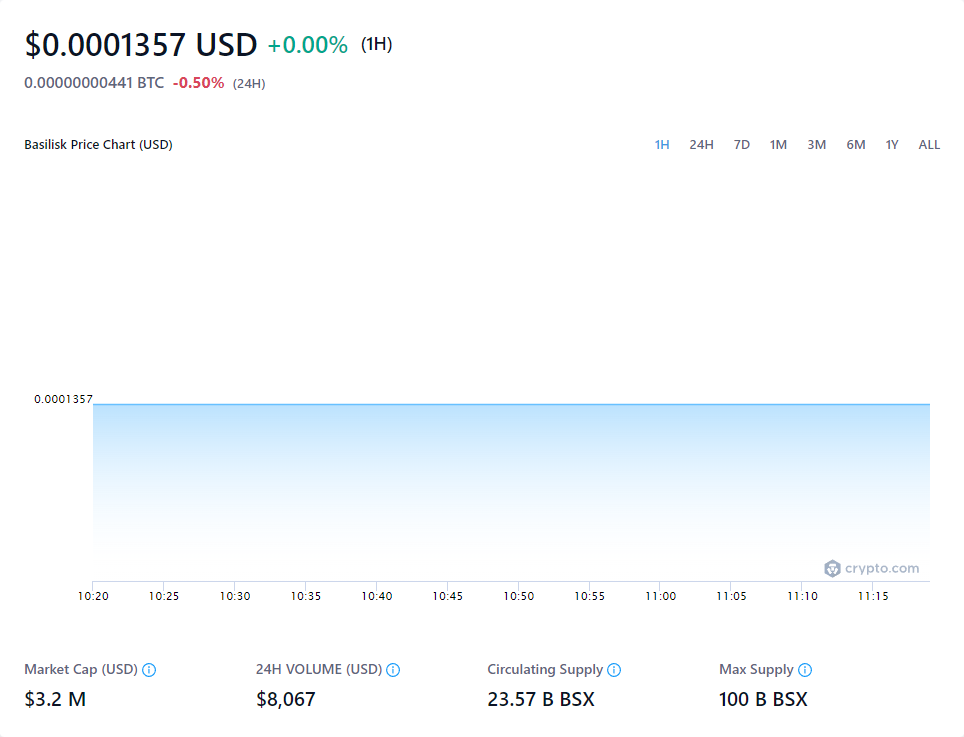 $0.0001357 USD +0.00% (1H)
0.00000000441 BTC -0.50% (24H)
Basilisk Price Chart (USD) 1H 24H 7D 1M 3M 6M 1Y ALL
0.0001357
crypto.com
10:20 10:25 10:30 10:35 10:40 10:45 10:50 10:55 11:00 11:05 11:10 11:15
Market Cap (USD) 24H VOLUME (USD) Circulating Supply Max Supply
$3.2 M $8,067 23.57 B BSX 100 B BSX